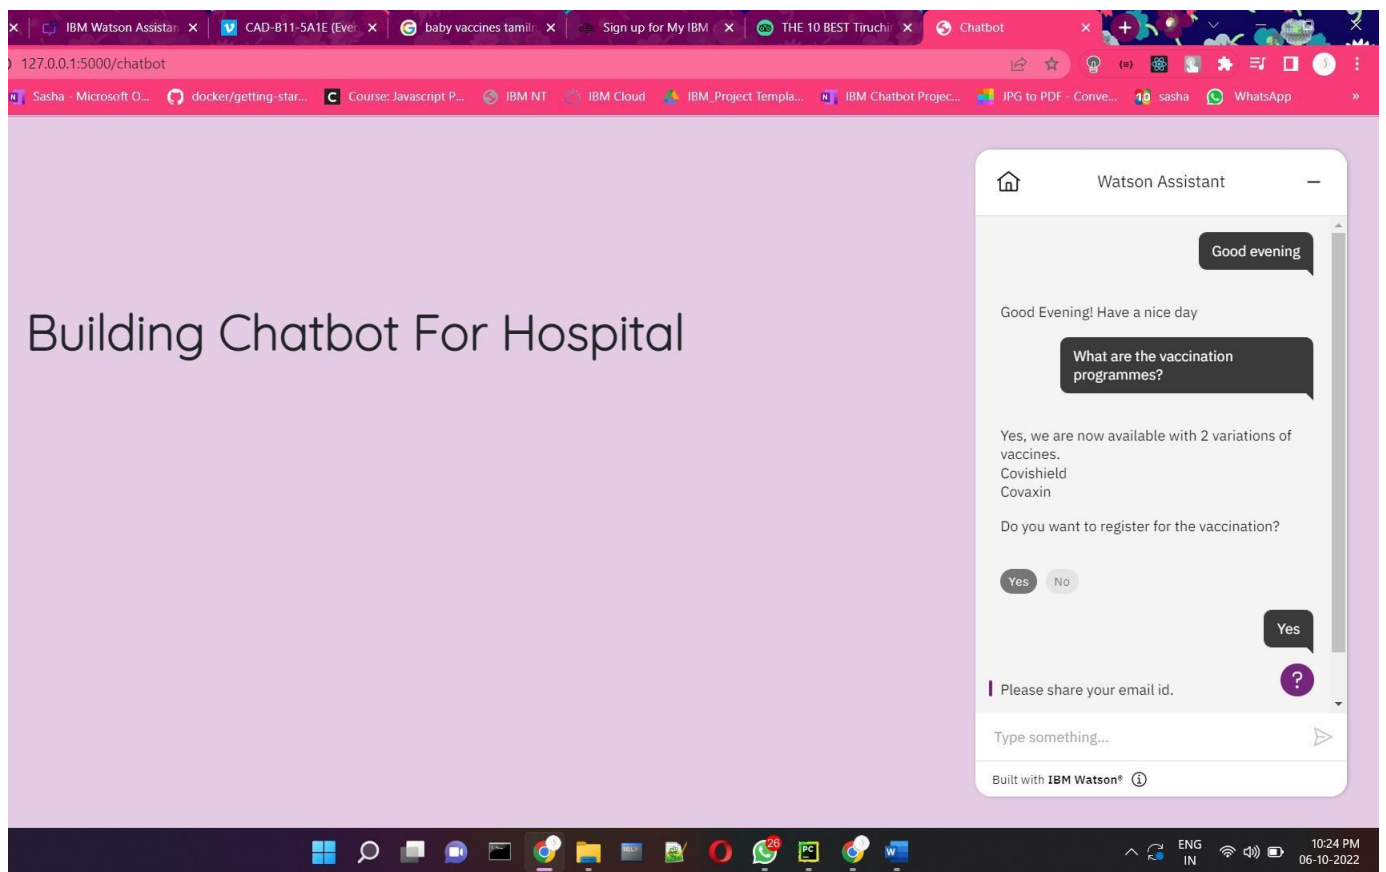 IBM Watson Assistan
CAD-B11-5A1E (Eve
baby vaccines tamiln
Sign up for My IBM
THE 10 BEST Tiruchir
Chatbot
127.0.0.1:5000/chatbot
Sasha - Microsoft O...
docker/getting-star...
Course: Javascript P...
IBM NT
IBM Cloud
IBM_Project Templa...
IBM Chatbot Projec...
JPG to PDF - Conve...
sasha
WhatsApp
»
Building Chatbot For Hospital
Watson Assistant
Good evening
Good Evening! Have a nice day
What are the vaccination
programmes?
Yes, we are now available with 2 variations of
vaccines.
Covishield
Covaxin
Do you want to register for the vaccination?
Yes
No
Yes
?
Please share your email id.
Type something...
Built with IBM Watson®
26
ENG
IN
10:24 PM
06-10-2022